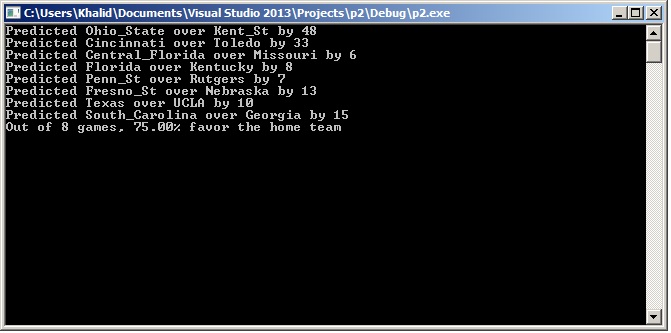 C:\Users\Khalid\Documents\Visual Studio 2013\Projects\p2\Debug\p2.exe
Predicted Ohio_State over Kent_St by 48
Predicted Cincinnati over Toledo by 33
Predicted Central_Florida over Missouri by 6
Predicted Florida over Kentucky by 8
Predicted Penn_St over Rutgers by 7
Predicted Fresno_St over Nebraska by 13
Predicted Texas over UCLA by 10
Predicted South_Carolina over Georgia by 15
Out of 8 games, 75.00% favor the home team